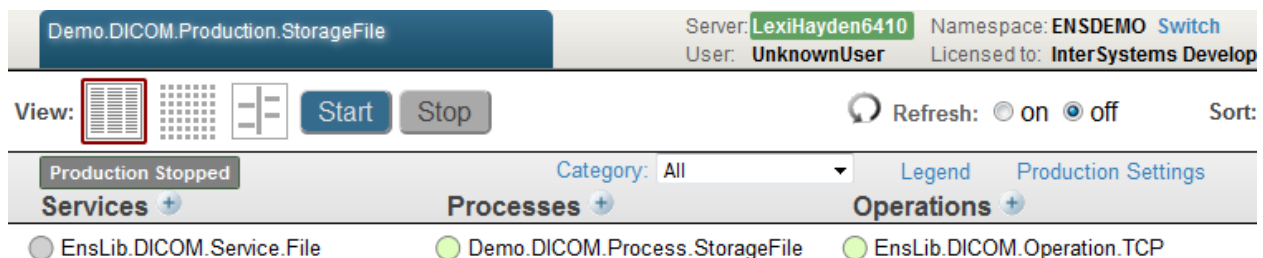 Demo.DICOM.Production.StorageFile
Server: LexiHayden6410 Namespace: ENSDEMO Switch
User: UnknownUser Licensed to: InterSystems Develop
View: Start Stop Refresh: on off Sort:
Production Stopped Category: All Legend Production Settings
Services + Processes + Operations +
EnsLib.DICOM.Service.File Demo.DICOM.Process.StorageFile EnsLib.DICOM.Operation.TCP